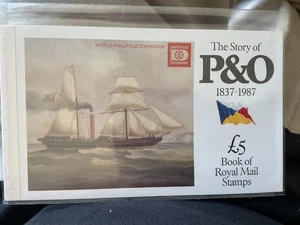 WORLD PHILATELIC EXHIBITION
The Story of
P&O
1837·1987
£5
Book of
Royal Mail
Stamps